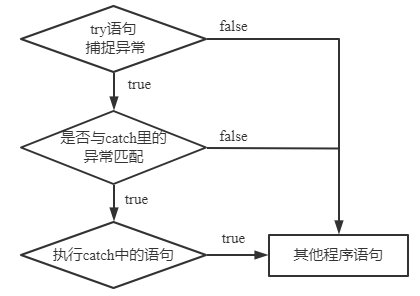 try语句
捕捉异常
false
true
是否与catch里的
异常匹配
false
true
执行catch中的语句
true
其他程序语句